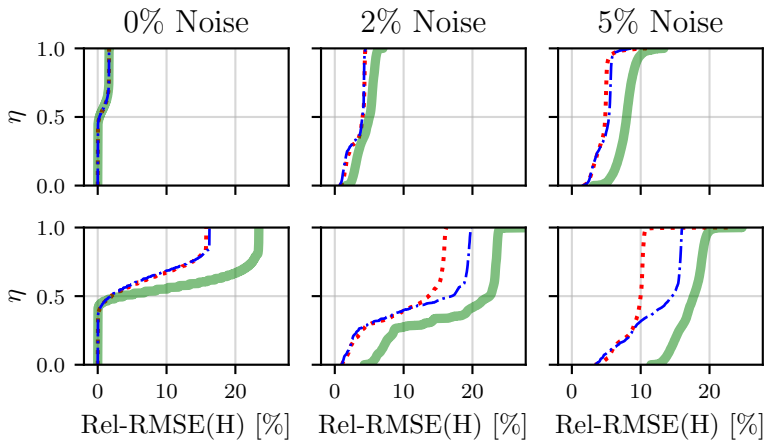 0% Noise 2% Noise 5% Noise
1.0
η 0.5
0.0
1.0
η 0.5
0.0
0 10 20 0 10 20 0 10 20
Rel-RMSE(H) [%] Rel-RMSE(H) [%] Rel-RMSE(H) [%]